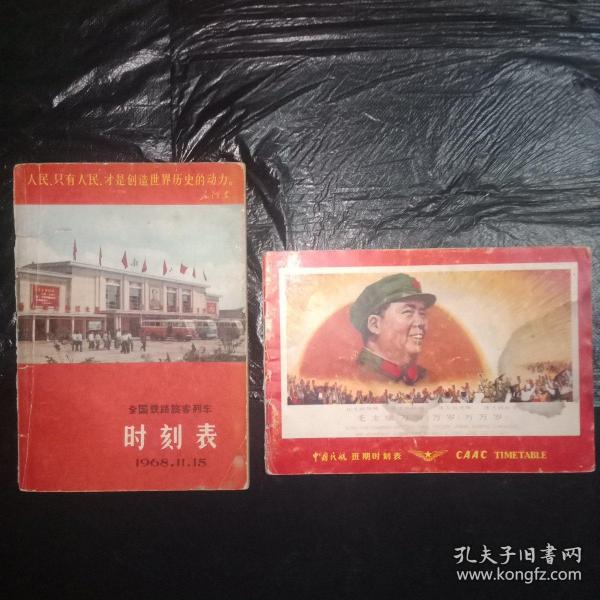 人民,只有人民,才是创造世界历史的动力。
毛泽东
全国铁路旅客列车
时刻表
1968.11.15
毛主席万岁!万岁!万万岁!
中国民航 班期时刻表 CAAC TIMETABLE
孔夫子旧书网
www.kongfz.com